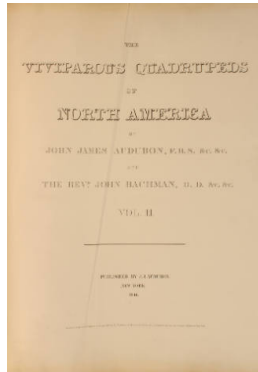 THE
VIVIPAROUS QUADRUPEDS
OF
NORTH AMERICA
BY
JOHN JAMES AUDUBON, F.R.S. &c. &c.
AND
THE REVD. JOHN BACHMAN, D. D. &c. &c.
VOL. II
PUBLISHED BY J.J. AUDUBON
NEW YORK